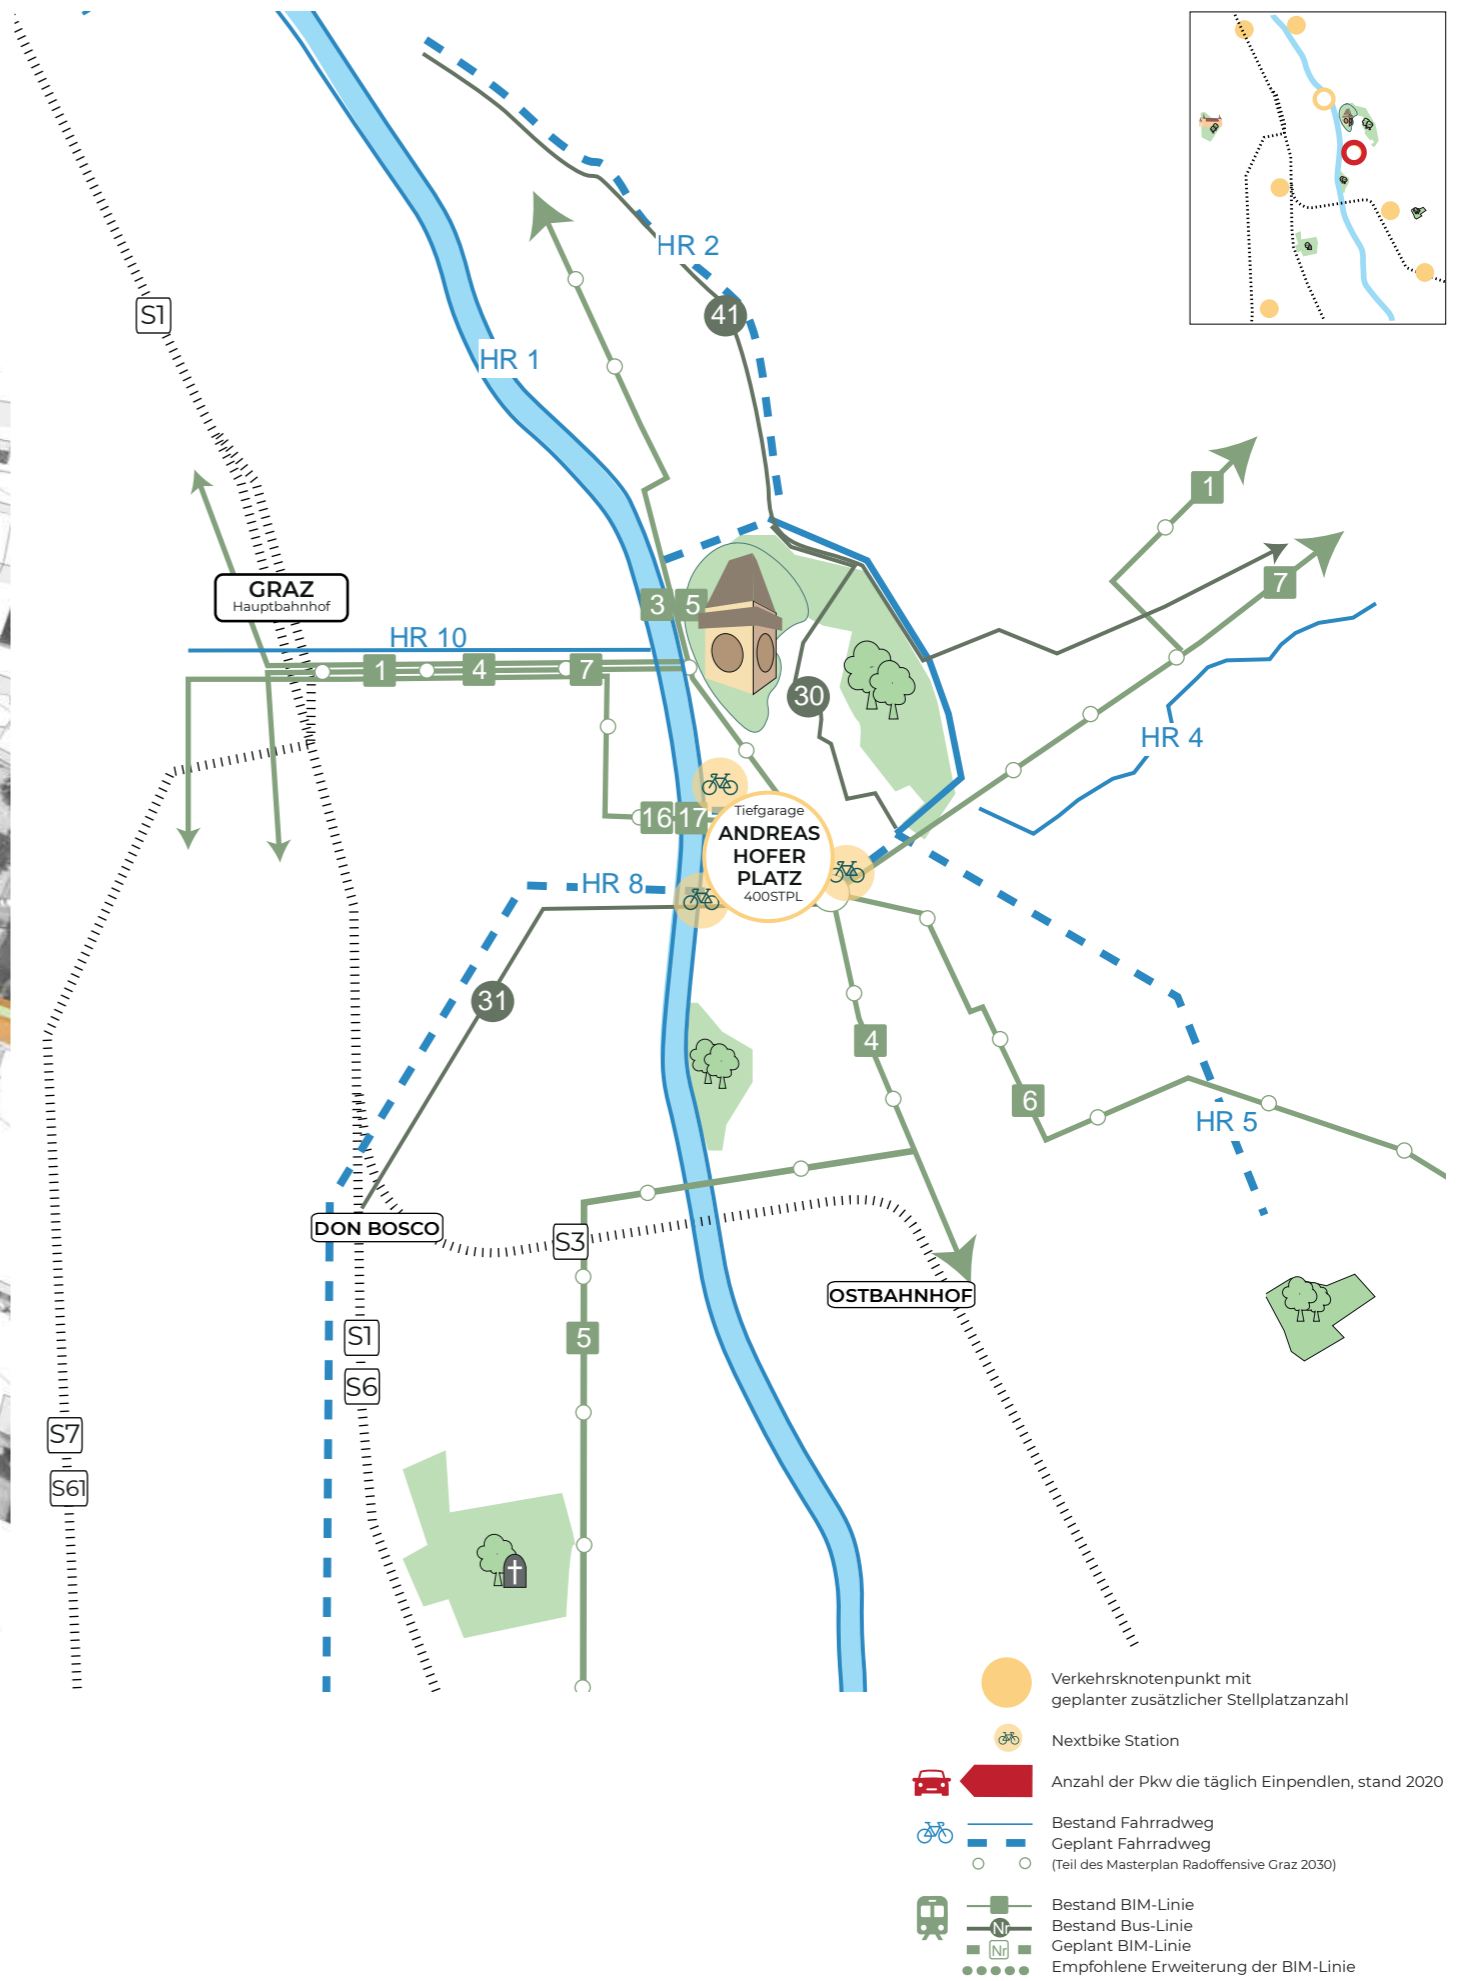 HR 2
S1
41
HR 1
1
7
GRAZ
Hauptbahnhof
3
5
HR 10
1
4
7
30
HR 4
16
17
Tiefgarage
ANDREAS
HOFER
PLATZ
400STPL
HR 8
31
4
6
HR 5
DON BOSCO
S3
OSTBAHNHOF
S1
5
S6
S7
S61
Verkehrsknotenpunkt mit
geplanter zusätzlicher Stellplatzanzahl
Nextbike Station
Anzahl der Pkw die täglich Einpendlen, stand 2020
Bestand Fahrradweg
Geplant Fahrradweg
(Teil des Masterplan Radoffensive Graz 2030)
Bestand BIM-Linie
Nr
Bestand Bus-Linie
Nr
Geplant BIM-Linie
Empfohlene Erweiterung der BIM-Linie